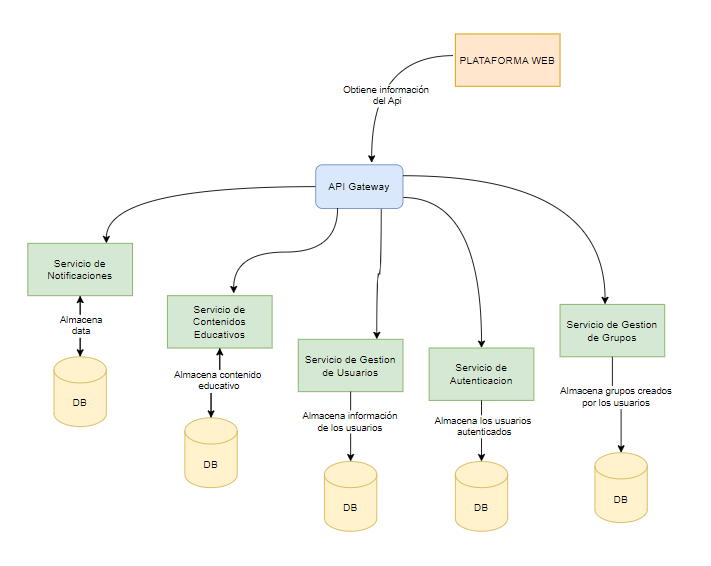 PLATAFORMA WEB
Obtiene información
del Api
API Gateway
Servicio de
Notificaciones
Servicio de
Contenidos
Educativos
Servicio de Gestion
de Usuarios
Servicio de
Autenticacion
Servicio de Gestion
de Grupos
Almacena
data
Almacena contenido
educativo
Almacena información
de los usuarios
Almacena los usuarios
autenticados
Almacena grupos creados
por los usuarios
DB
DB
DB
DB
DB